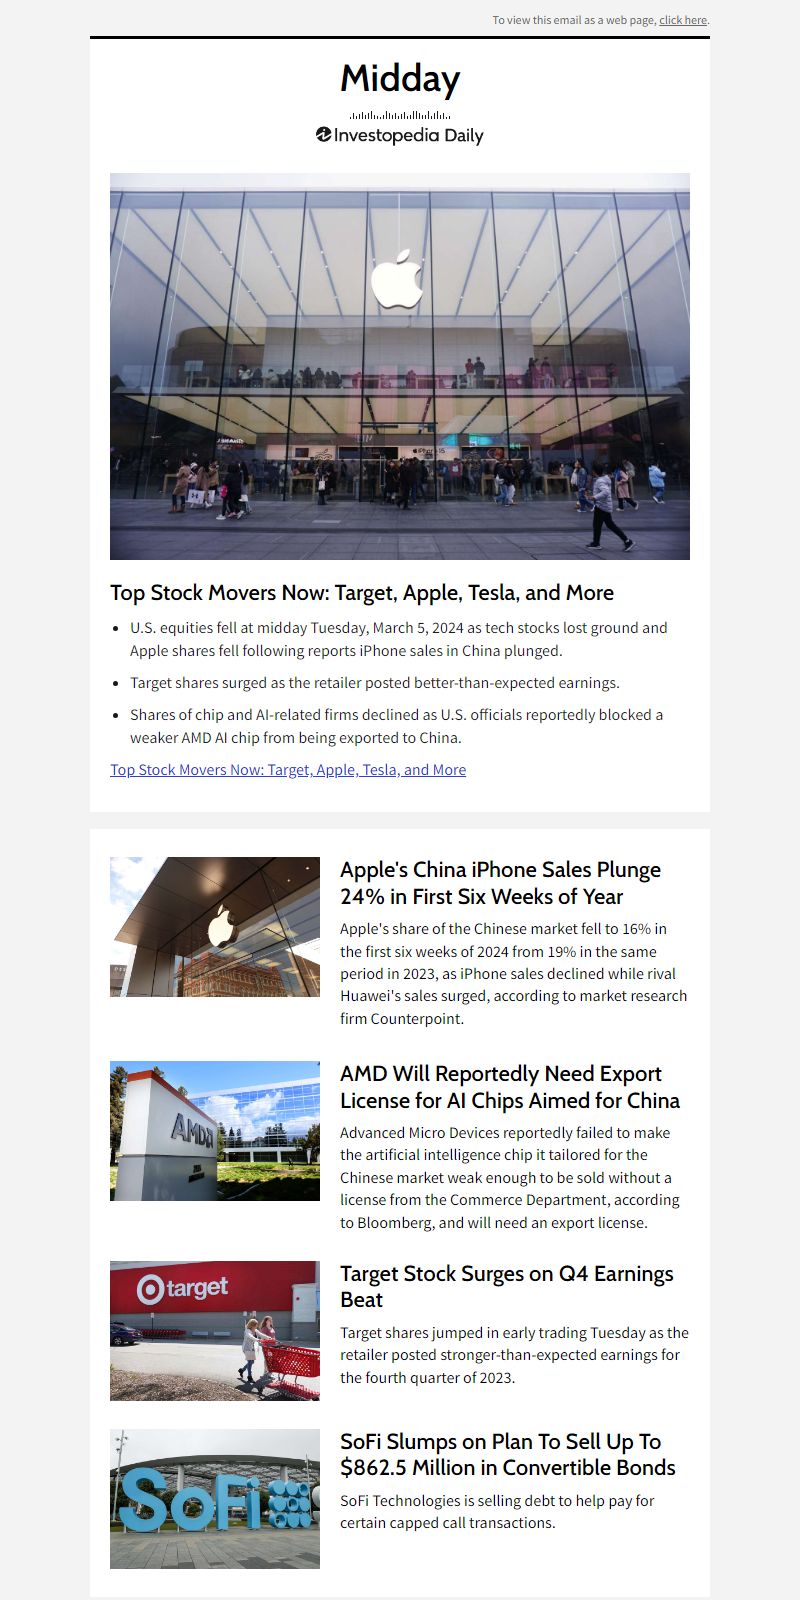 To view this email as a web page, click here.
Midday
Investopedia Daily
Top Stock Movers Now: Target, Apple, Tesla, and More
U.S. equities fell at midday Tuesday, March 5, 2024 as tech stocks lost ground and
Apple shares fell following reports iPhone sales in China plunged.
Target shares surged as the retailer posted better-than-expected earnings.
Shares of chip and AI-related firms declined as U.S. officials reportedly blocked a
weaker AMD AI chip from being exported to China.
Top Stock Movers Now: Target, Apple, Tesla, and More
Apple's China iPhone Sales Plunge
24% in First Six Weeks of Year
Apple's share of the Chinese market fell to 16% in
the first six weeks of 2024 from 19% in the same
period in 2023, as iPhone sales declined while rival
Huawei's sales surged, according to market research
firm Counterpoint.
AMD
AMD Will Reportedly Need Export
License for AI Chips Aimed for China
Advanced Micro Devices reportedly failed to make
the artificial intelligence chip it tailored for the
Chinese market weak enough to be sold without a
license from the Commerce Department, according
to Bloomberg, and will need an export license.
target
Target Stock Surges on Q4 Earnings
Beat
Target shares jumped in early trading Tuesday as the
retailer posted stronger-than-expected earnings for
the fourth quarter of 2023.
SoFi
SoFi Slumps on Plan To Sell Up To
$862.5 Million in Convertible Bonds
SoFi Technologies is selling debt to help pay for
certain capped call transactions.